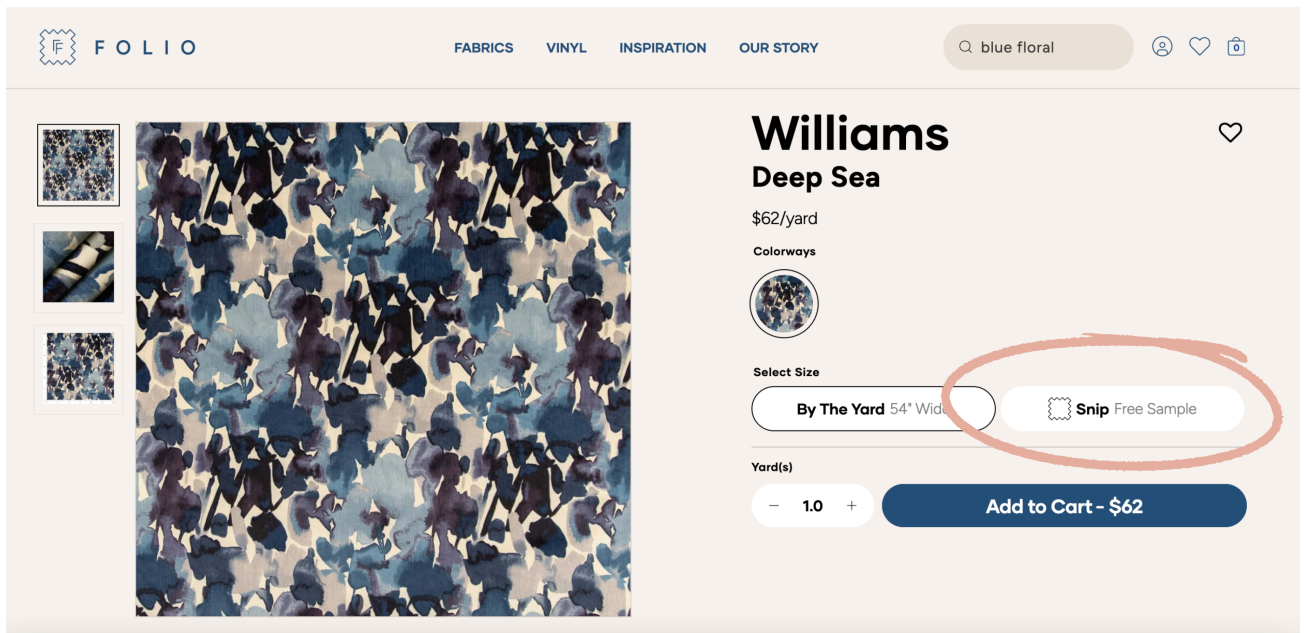 FOLIO
FABRICS VINYL INSPIRATION OUR STORY
blue floral
0
Williams
Deep Sea
$62/yard
Colorways
Select Size
By The Yard 54" Wide
Snip Free Sample
Yard(s)
− 1.0 +
Add to Cart - $62